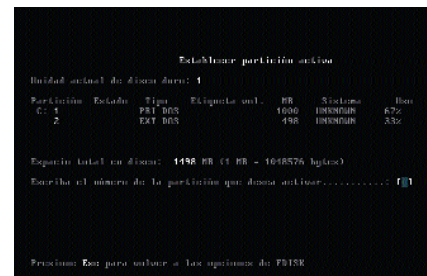 Establecer partición activa
Unidad actual de disco duro: 1
Partición Estado Tipo Etiqueta vol. MB Sistema Uso
C: 1 PRI DOS 1000 UNKNOWN 67%
2 EXT DOS 498 UNKNOWN 33%
Espacio total en disco: 1498 MB (1 MB = 1048576 bytes)
Escriba el número de la partición que desea activar...........: [ ]
Presione Esc para volver a las opciones de FDISK